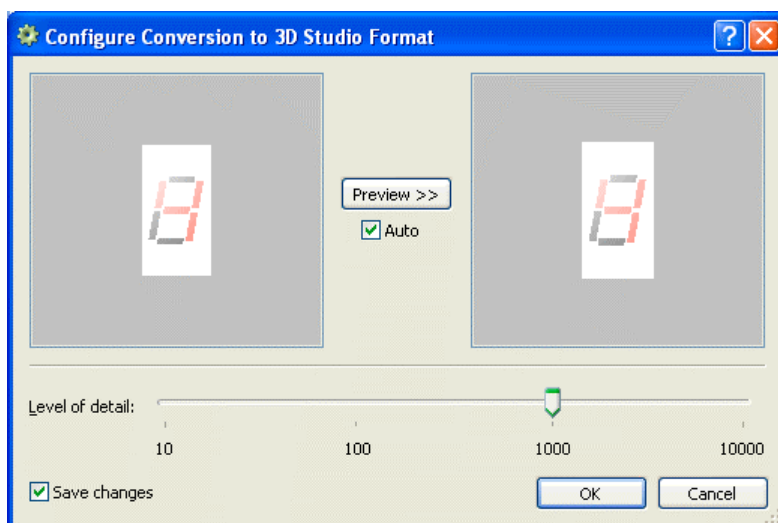 Configure Conversion to 3D Studio Format
Preview >>
Auto
Level of detail:
10 100 1000 10000
Save changes
OK Cancel